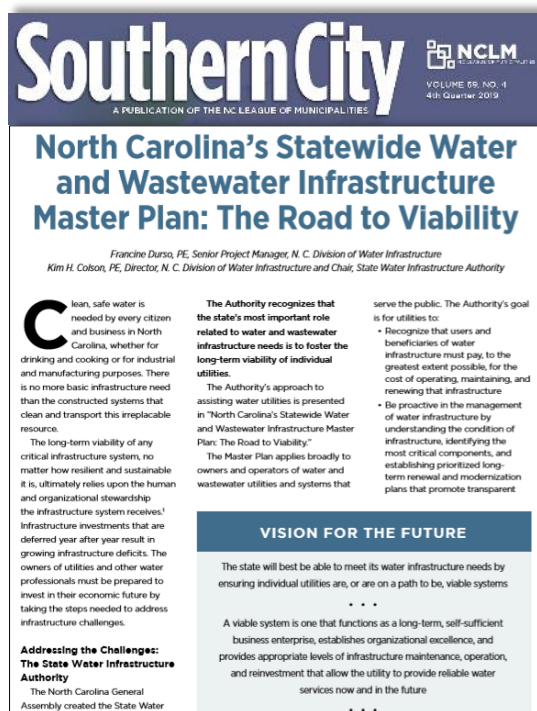 Southern City
A PUBLICATION OF THE NC LEAGUE OF MUNICIPALITIES
NCLM
NC LEAGUE OF MUNICIPALITIES
VOLUME 69, NO. 4
4th Quarter 2019
North Carolina's Statewide Water
and Wastewater Infrastructure
Master Plan: The Road to Viability
Francine Durso, PE, Senior Project Manager, N. C. Division of Water Infrastructure
Kim H. Colson, PE, Director, N. C. Division of Water Infrastructure and Chair, State Water Infrastructure Authority
Clean, safe water is
needed by every citizen
and business in North
Carolina, whether for
drinking and cooking or for industrial
and manufacturing purposes. There
is no more basic infrastructure need
than the constructed systems that
clean and transport this irreplacable
resource.
The long-term viability of any
critical infrastructure system, no
matter how resilient and sustainable
it is, ultimately relies upon the human
and organizational stewardship
the infrastructure system receives.¹
Infrastructure investments that are
deferred year after year result in
growing infrastructure deficits. The
owners of utilities and other water
professionals must be prepared to
invest in their economic future by
taking the steps needed to address
infrastructure challenges.
Addressing the Challenges:
The State Water Infrastructure
Authority
The North Carolina General
Assembly created the State Water
The Authority recognizes that
the state's most important role
related to water and wastewater
infrastructure needs is to foster the
long-term viability of individual
utilities.
The Authority's approach to
assisting water utilities is presented
in "North Carolina's Statewide Water
and Wastewater Infrastructure Master
Plan: The Road to Viability."
The Master Plan applies broadly to
owners and operators of water and
wastewater utilities and systems that
serve the public. The Authority's goal
is for utilities to:
• Recognize that users and
beneficiaries of water
infrastructure must pay, to the
greatest extent possible, for the
cost of operating, maintaining, and
renewing that infrastructure
• Be proactive in the management
of water infrastructure by
understanding the condition of
infrastructure, identifying the
most critical components, and
establishing prioritized long-
term renewal and modernization
plans that promote transparent
VISION FOR THE FUTURE
The state will best be able to meet its water infrastructure needs by
ensuring individual utilities are, or are on a path to be, viable systems
• • •
A viable system is one that functions as a long-term, self-sufficient
business enterprise, establishes organizational excellence, and
provides appropriate levels of infrastructure maintenance, operation,
and reinvestment that allow the utility to provide reliable water
services now and in the future
• • •